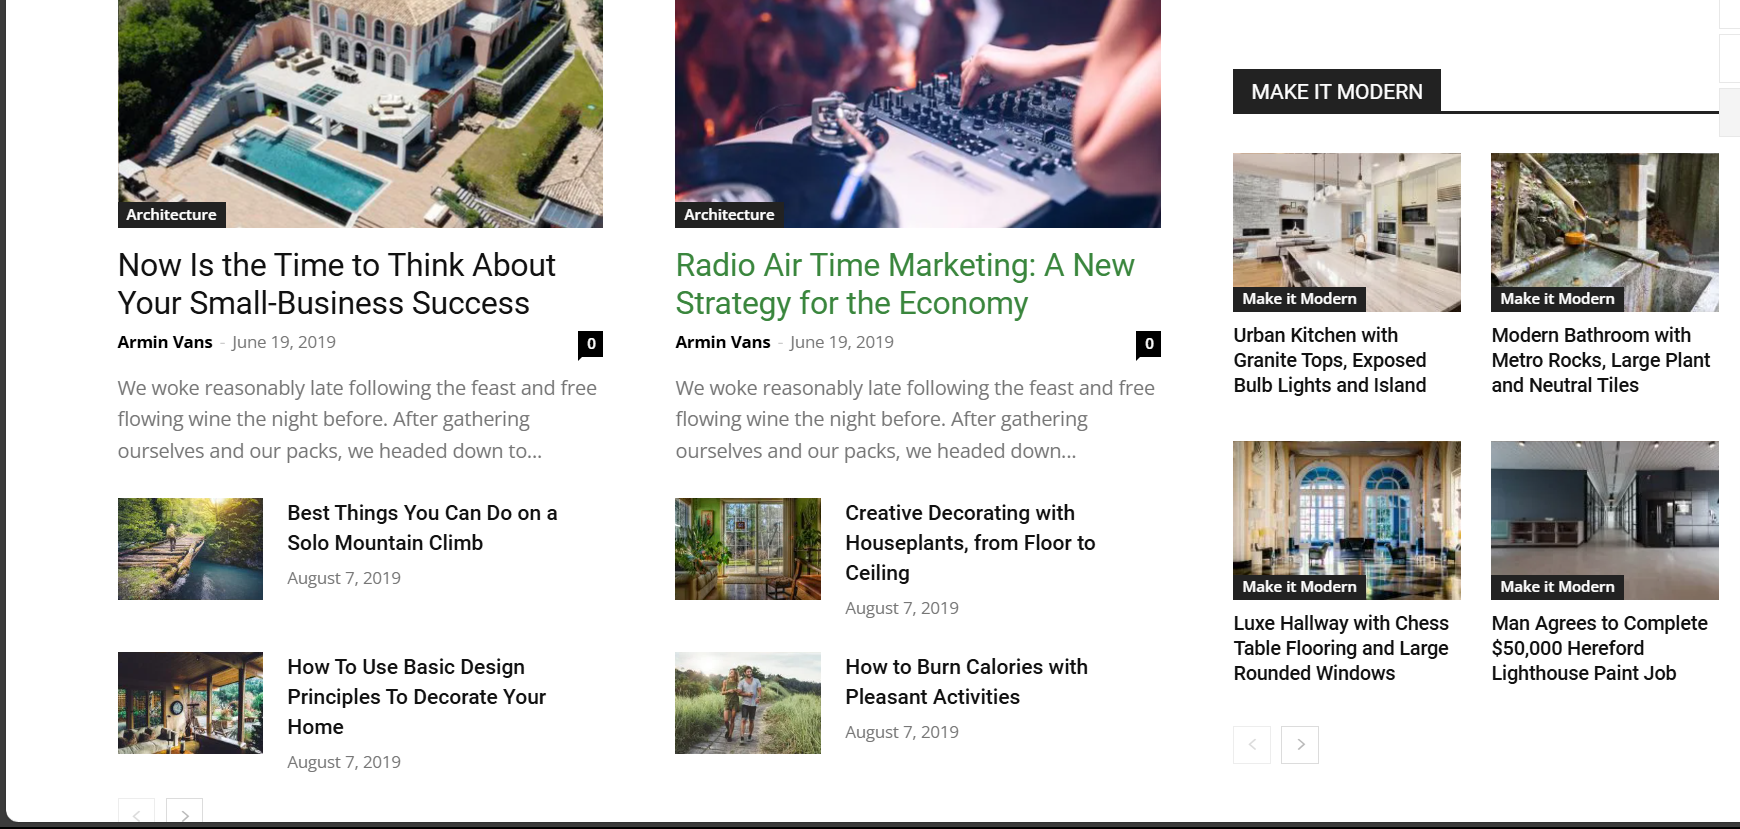 Architecture
Now Is the Time to Think About
Your Small-Business Success
Armin Vans - June 19, 2019
0
We woke reasonably late following the feast and free
flowing wine the night before. After gathering
ourselves and our packs, we headed down to...
Best Things You Can Do on a
Solo Mountain Climb
August 7, 2019
How To Use Basic Design
Principles To Decorate Your
Home
August 7, 2019
Architecture
Radio Air Time Marketing: A New
Strategy for the Economy
Armin Vans - June 19, 2019
0
We woke reasonably late following the feast and free
flowing wine the night before. After gathering
ourselves and our packs, we headed down...
Creative Decorating with
Houseplants, from Floor to
Ceiling
August 7, 2019
How to Burn Calories with
Pleasant Activities
August 7, 2019
MAKE IT MODERN
Make it Modern
Urban Kitchen with
Granite Tops, Exposed
Bulb Lights and Island
Make it Modern
Modern Bathroom with
Metro Rocks, Large Plant
and Neutral Tiles
Make it Modern
Luxe Hallway with Chess
Table Flooring and Large
Rounded Windows
Make it Modern
Man Agrees to Complete
$50,000 Hereford
Lighthouse Paint Job